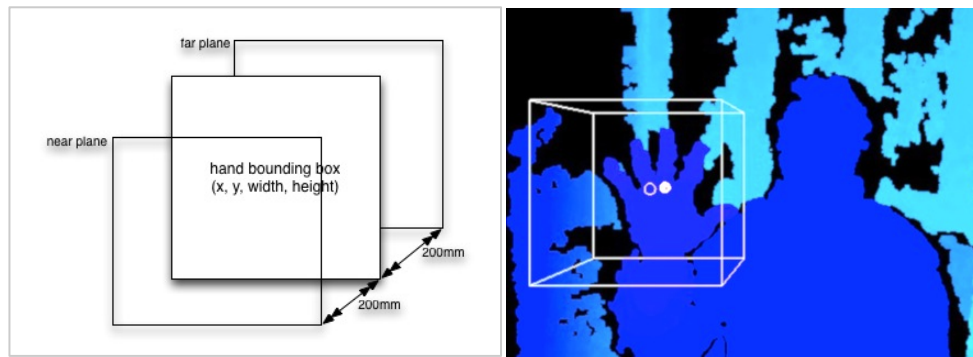 far plane
near plane
hand bounding box
(x, y, width, height)
200mm
200mm